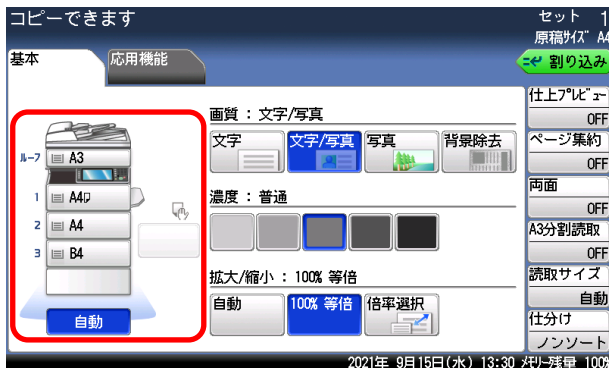 コピーできます
セット 1
原稿ｻｲｽﾞ A4
基本
応用機能
割り込み
ﾙｰﾌ A3
1 A4
2 A4
3 B4
自動
画質 : 文字/写真
文字
文字/写真
写真
背景除去
濃度 : 普通
拡大/縮小 : 100% 等倍
自動
100% 等倍
倍率選択
仕上ﾌﾟﾚﾋﾞｭｰ
OFF
ページ集約
OFF
両面
OFF
A3分割読取
OFF
読取サイズ
自動
仕分け
ノンソート
2021年 9月15日(水) 13:30 ﾒﾓﾘｰ残量 100%